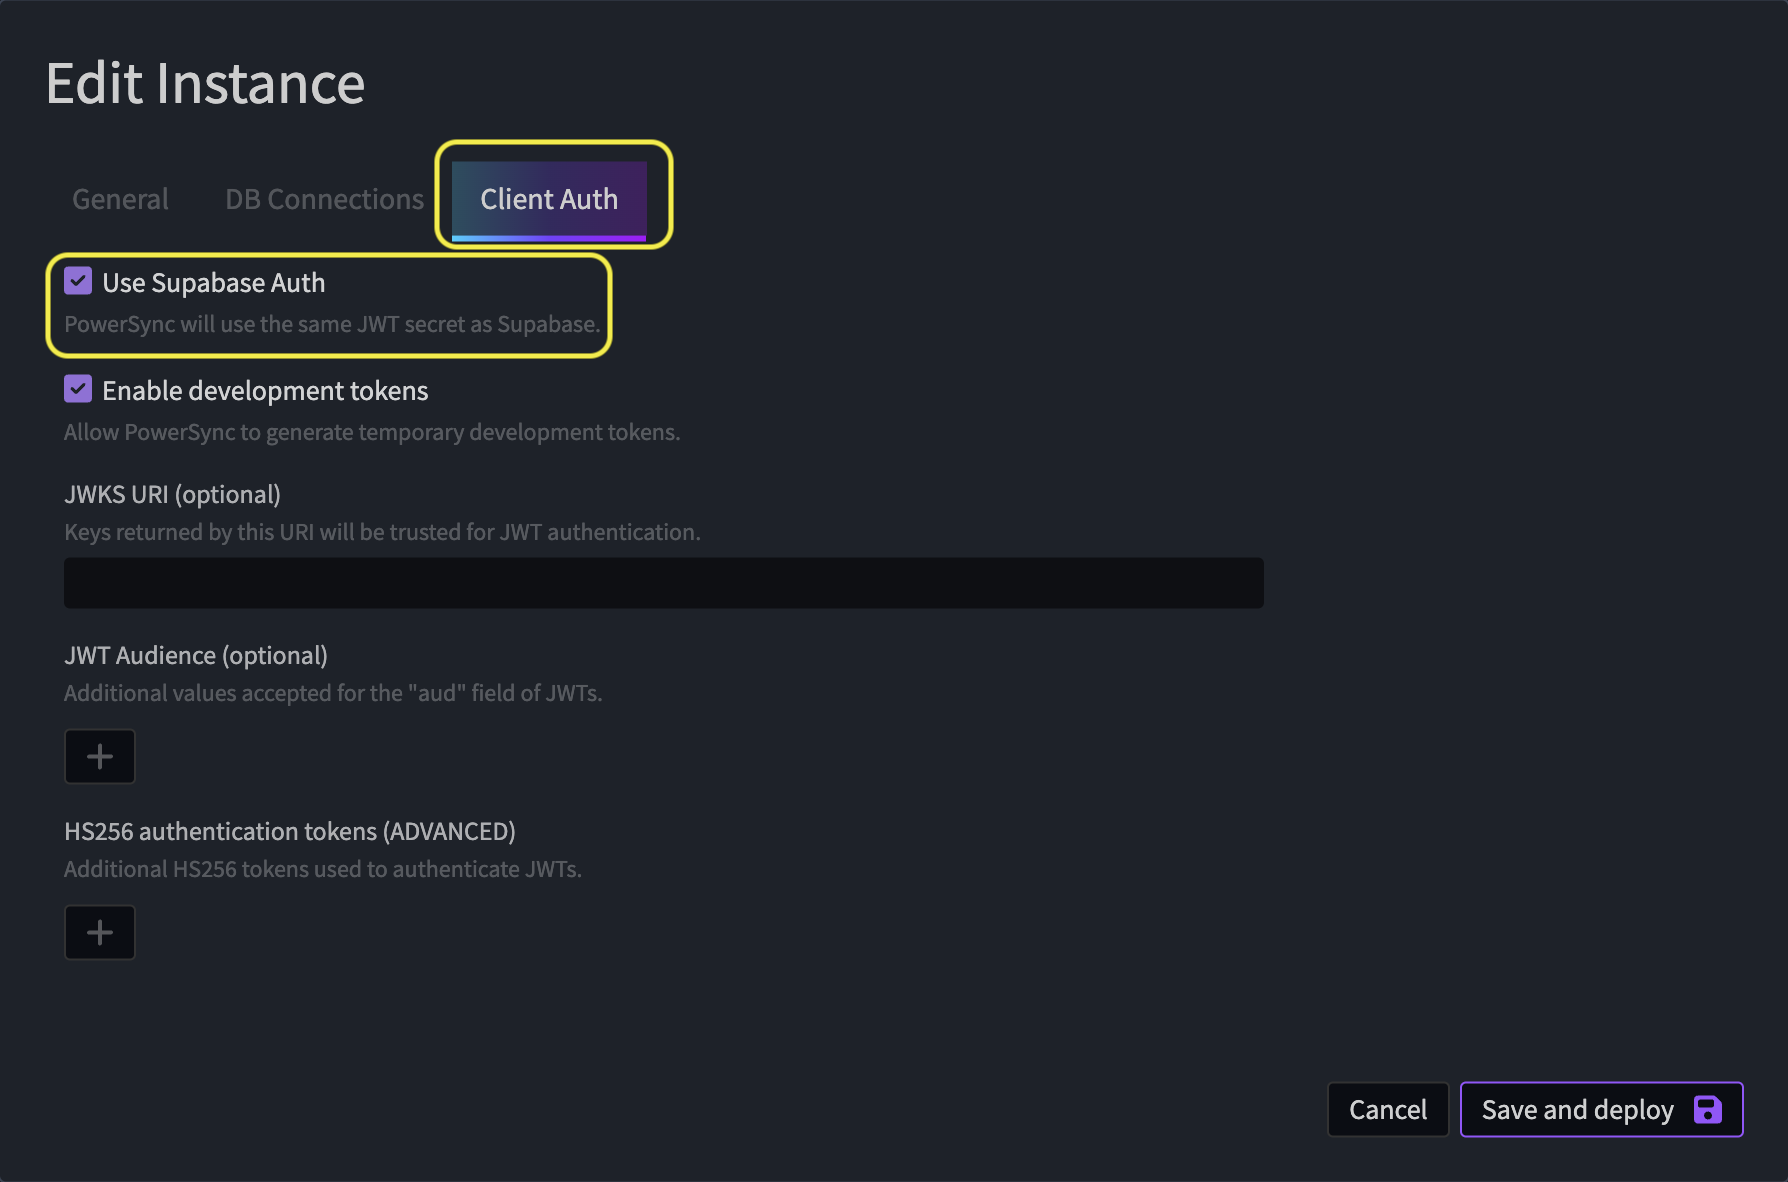 Edit Instance
General
DB Connections
Client Auth
Use Supabase Auth
PowerSync will use the same JWT secret as Supabase.
Enable development tokens
Allow PowerSync to generate temporary development tokens.
JWKS URI (optional)
Keys returned by this URI will be trusted for JWT authentication.
JWT Audience (optional)
Additional values accepted for the "aud" field of JWTs.
HS256 authentication tokens (ADVANCED)
Additional HS256 tokens used to authenticate JWTs.
Cancel
Save and deploy